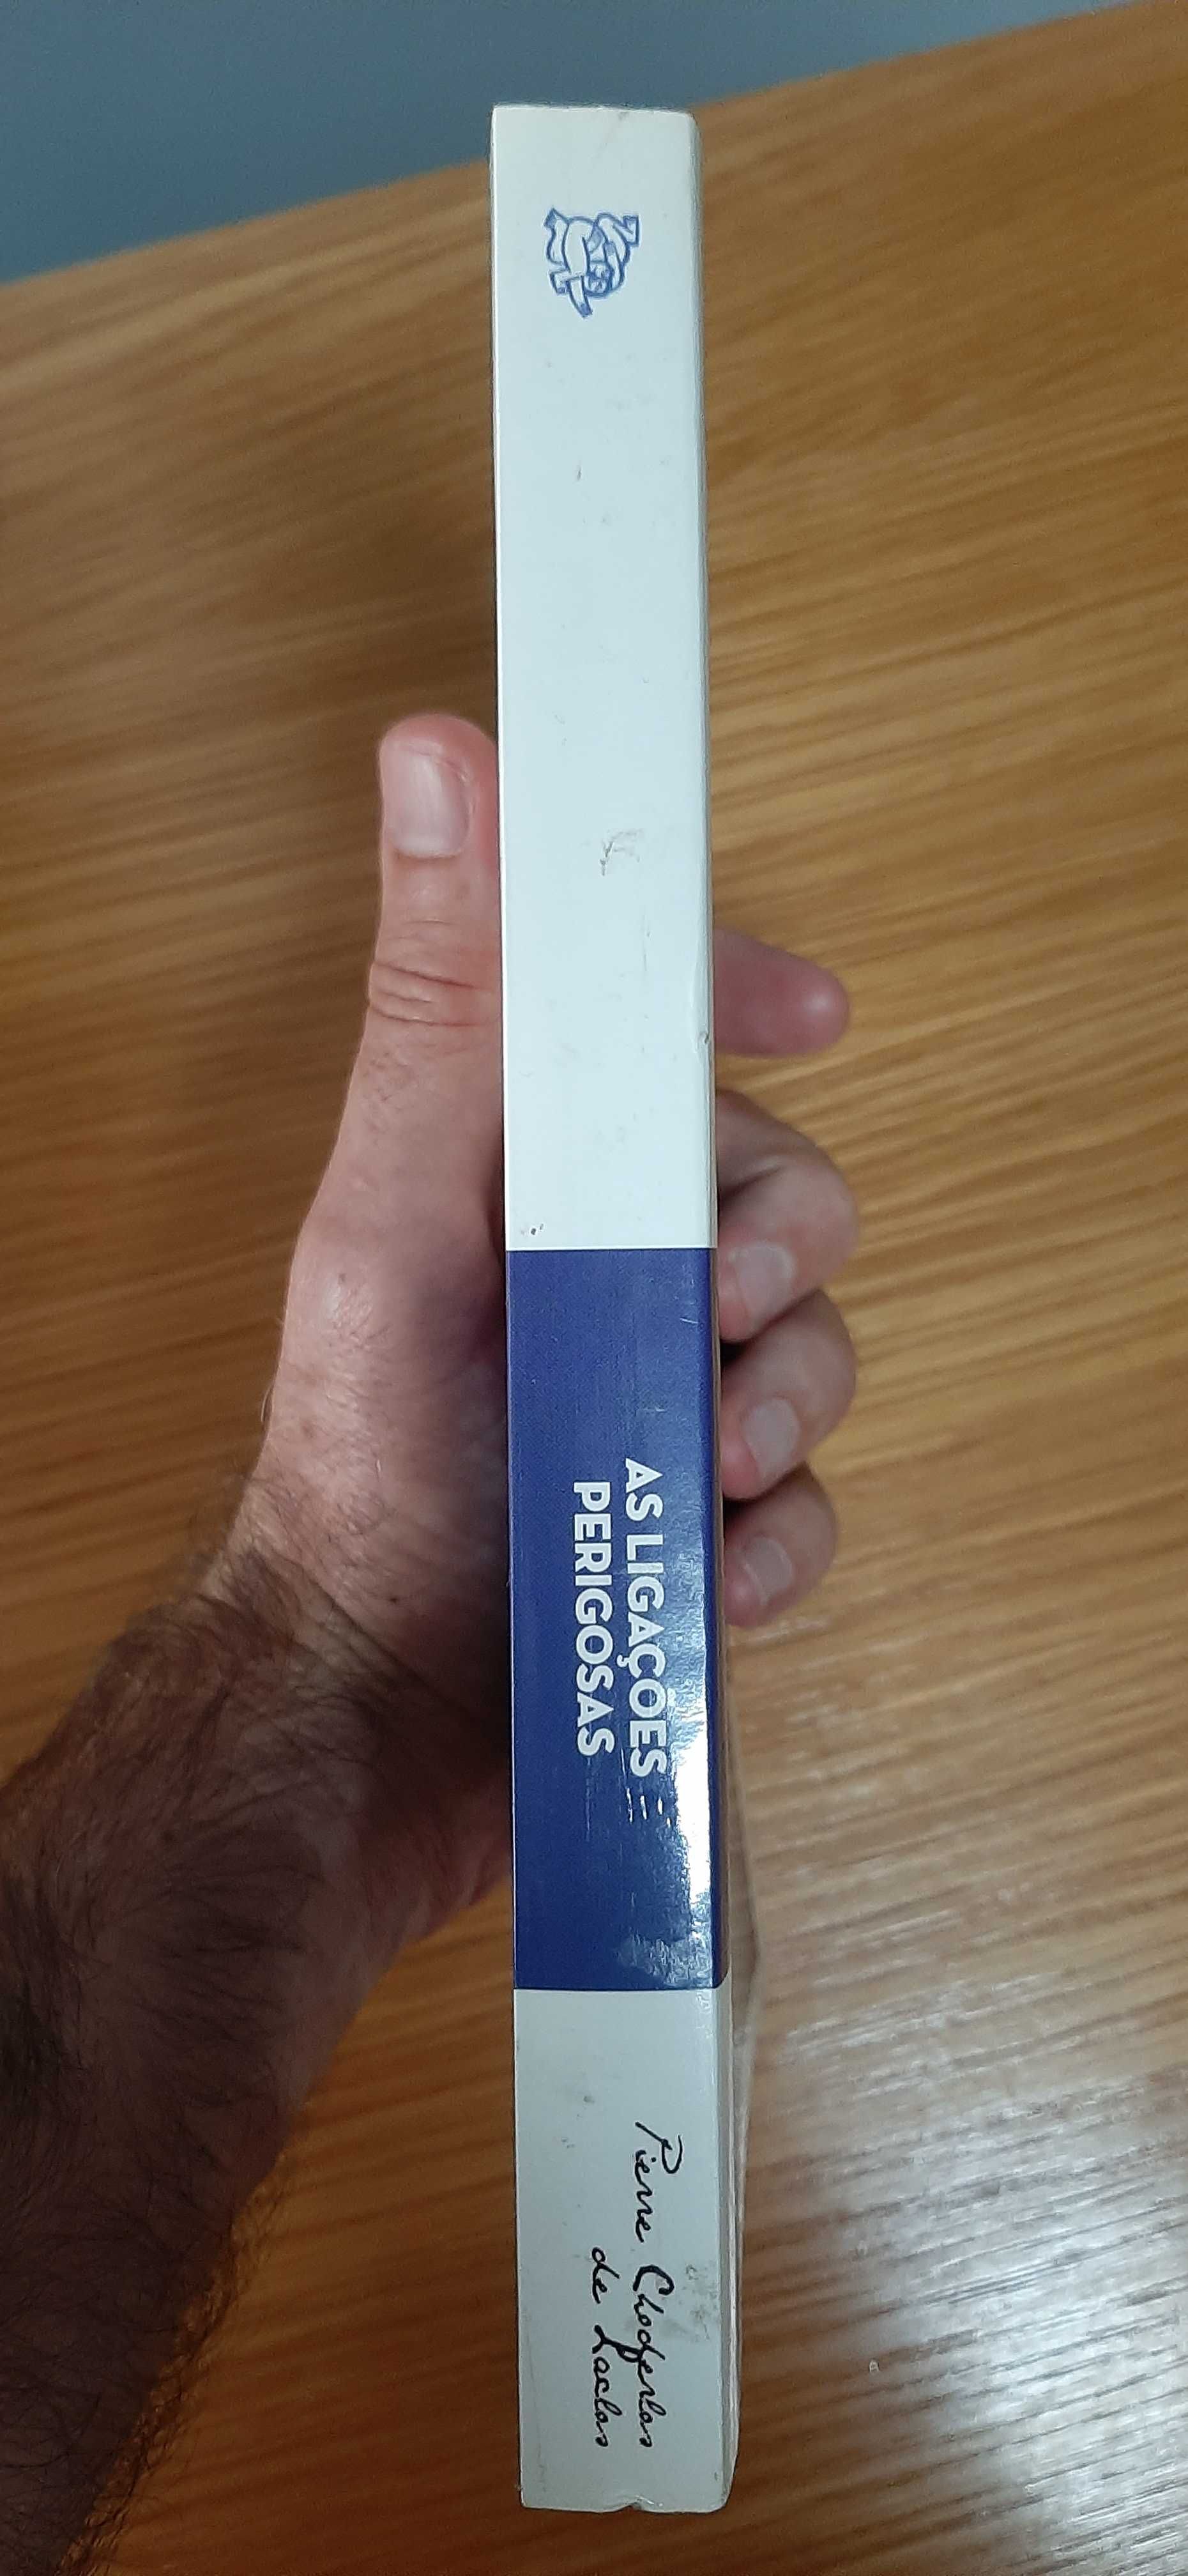 AS LIGAÇÕES
PERIGOSAS
Pierre Choderlos
de Laclos